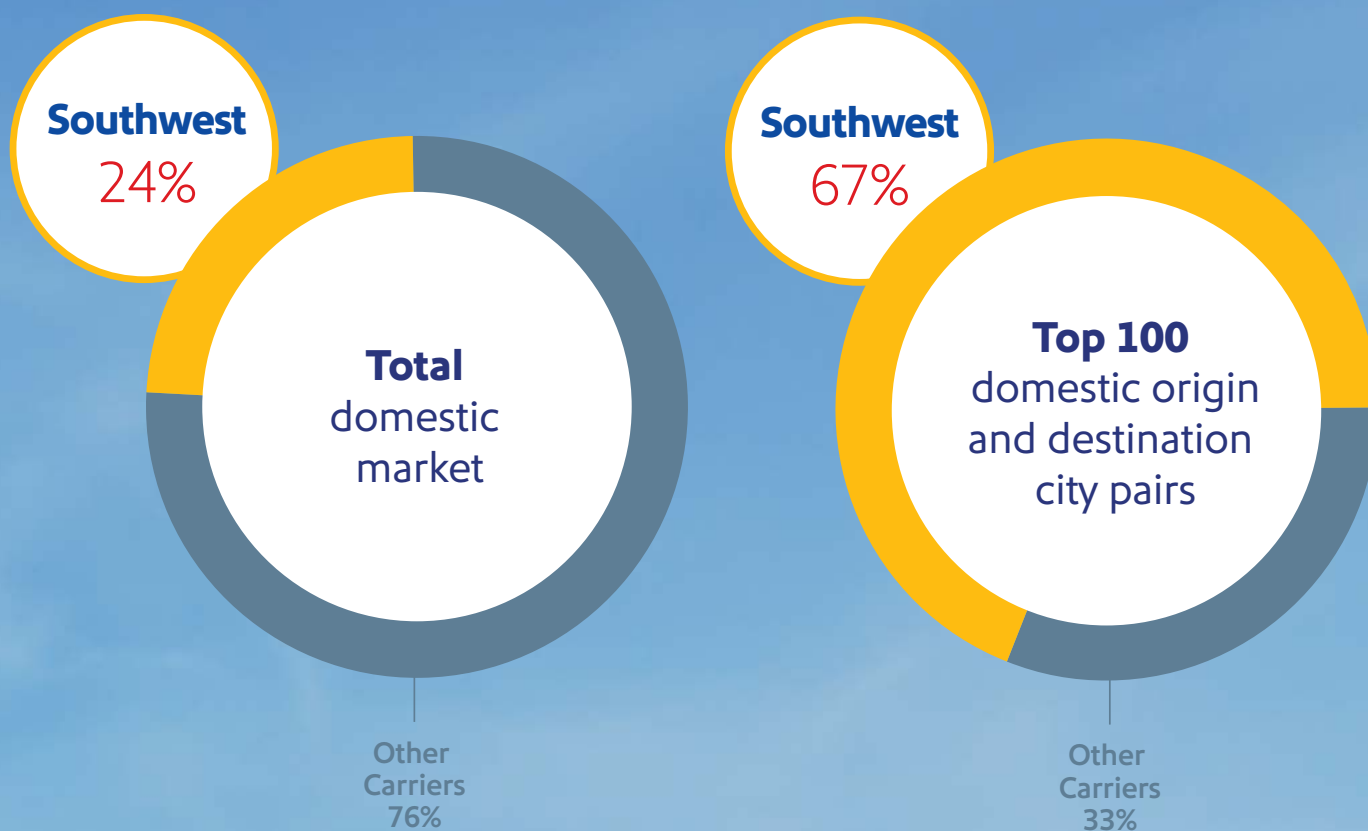 Southwest
24%
Total
domestic
market
Other
Carriers
76%
Southwest
67%
Top 100
domestic origin
and destination
city pairs
Other
Carriers
33%